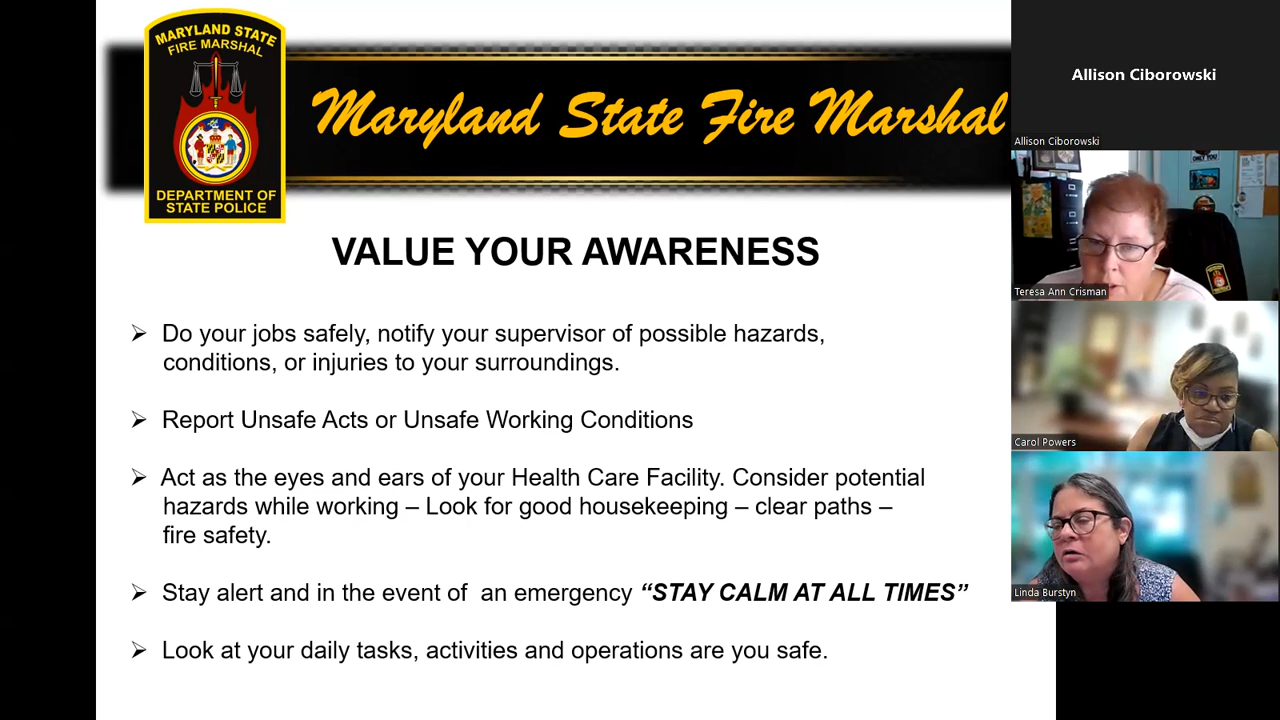 MARYLAND STATE
FIRE MARSHAL
DEPARTMENT OF
STATE POLICE
Maryland State Fire Marshal
VALUE YOUR AWARENESS
➢ Do your jobs safely, notify your supervisor of possible hazards,
conditions, or injuries to your surroundings.
➢ Report Unsafe Acts or Unsafe Working Conditions
➢ Act as the eyes and ears of your Health Care Facility. Consider potential
hazards while working – Look for good housekeeping – clear paths –
fire safety.
➢ Stay alert and in the event of  an emergency “STAY CALM AT ALL TIMES”
➢ Look at your daily tasks, activities and operations are you safe.
Allison Ciborowski
Allison Ciborowski
ONLY YOU
Teresa Ann Crisman
Carol Powers
Linda Burstyn